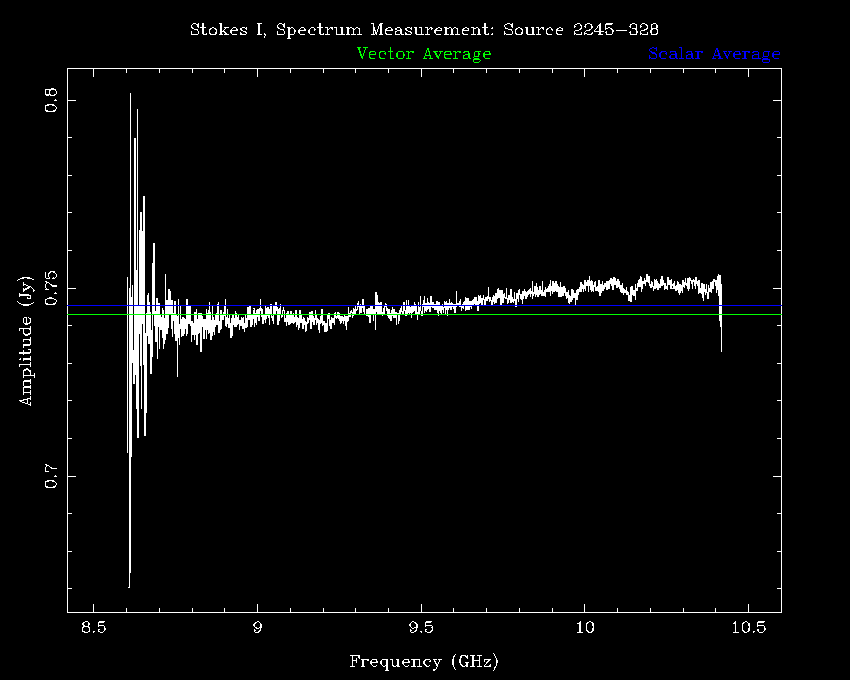 Stokes I, Spectrum Measurement: Source 2245−328
Vector Average Scalar Average
0.8
0.75
0.7
Amplitude (Jy)
8.5 9 9.5 10 10.5
Frequency (GHz)